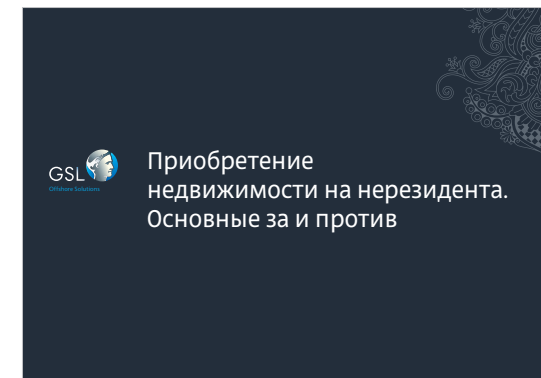 GSL
Offshore Solutions
Приобретение
недвижимости на нерезидента.
Основные за и против